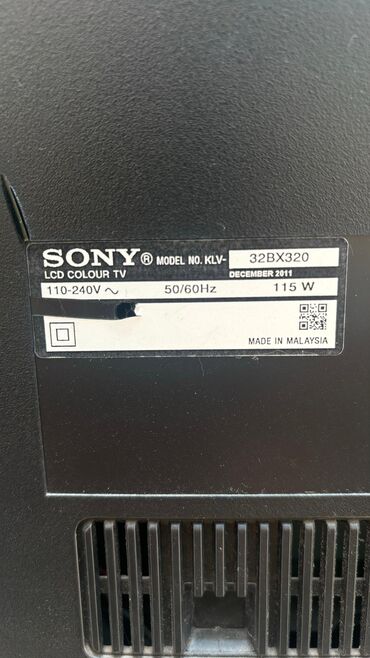 SONY® MODEL NO. KLV- 32BX320
LCD COLOUR TV DECEMBER 2011
110-240V ~ 50/60Hz 115 W
MADE IN MALAYSIA